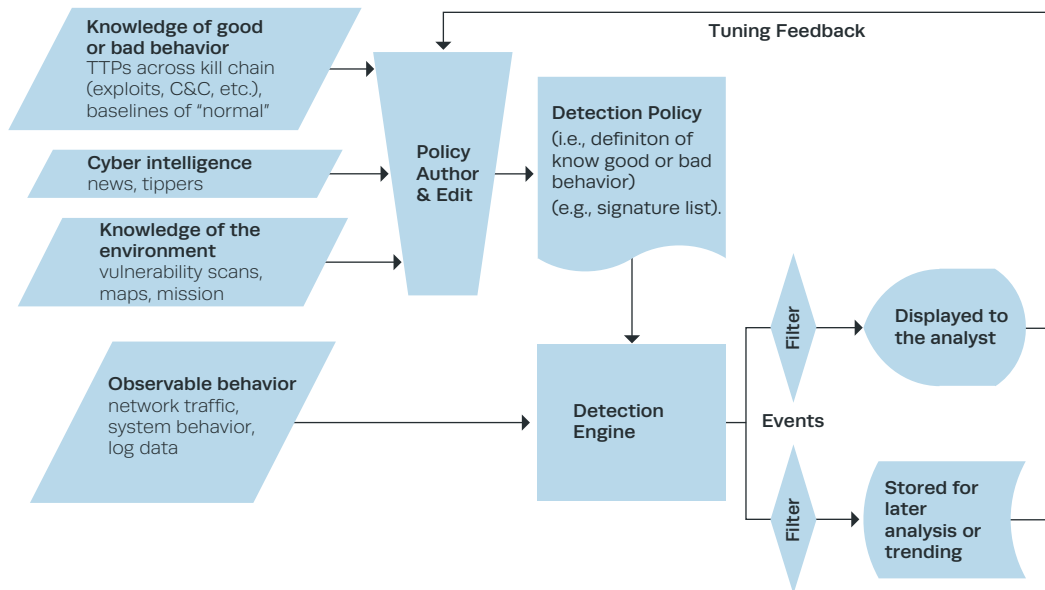 Knowledge of good
or bad behavior
TTPs across kill chain
(exploits, C&C, etc.),
baselines of “normal”
Cyber intelligence
news, tippers
Knowledge of the
environment
vulnerability scans,
maps, mission
Observable behavior
network traffic,
system behavior,
log data
Policy
Author
& Edit
Tuning Feedback
Detection Policy
(i.e., definiton of
know good or bad
behavior)
(e.g., signature list).
Detection
Engine
Events
Filter
Displayed to
the analyst
Filter
Stored for
later
analysis or
trending